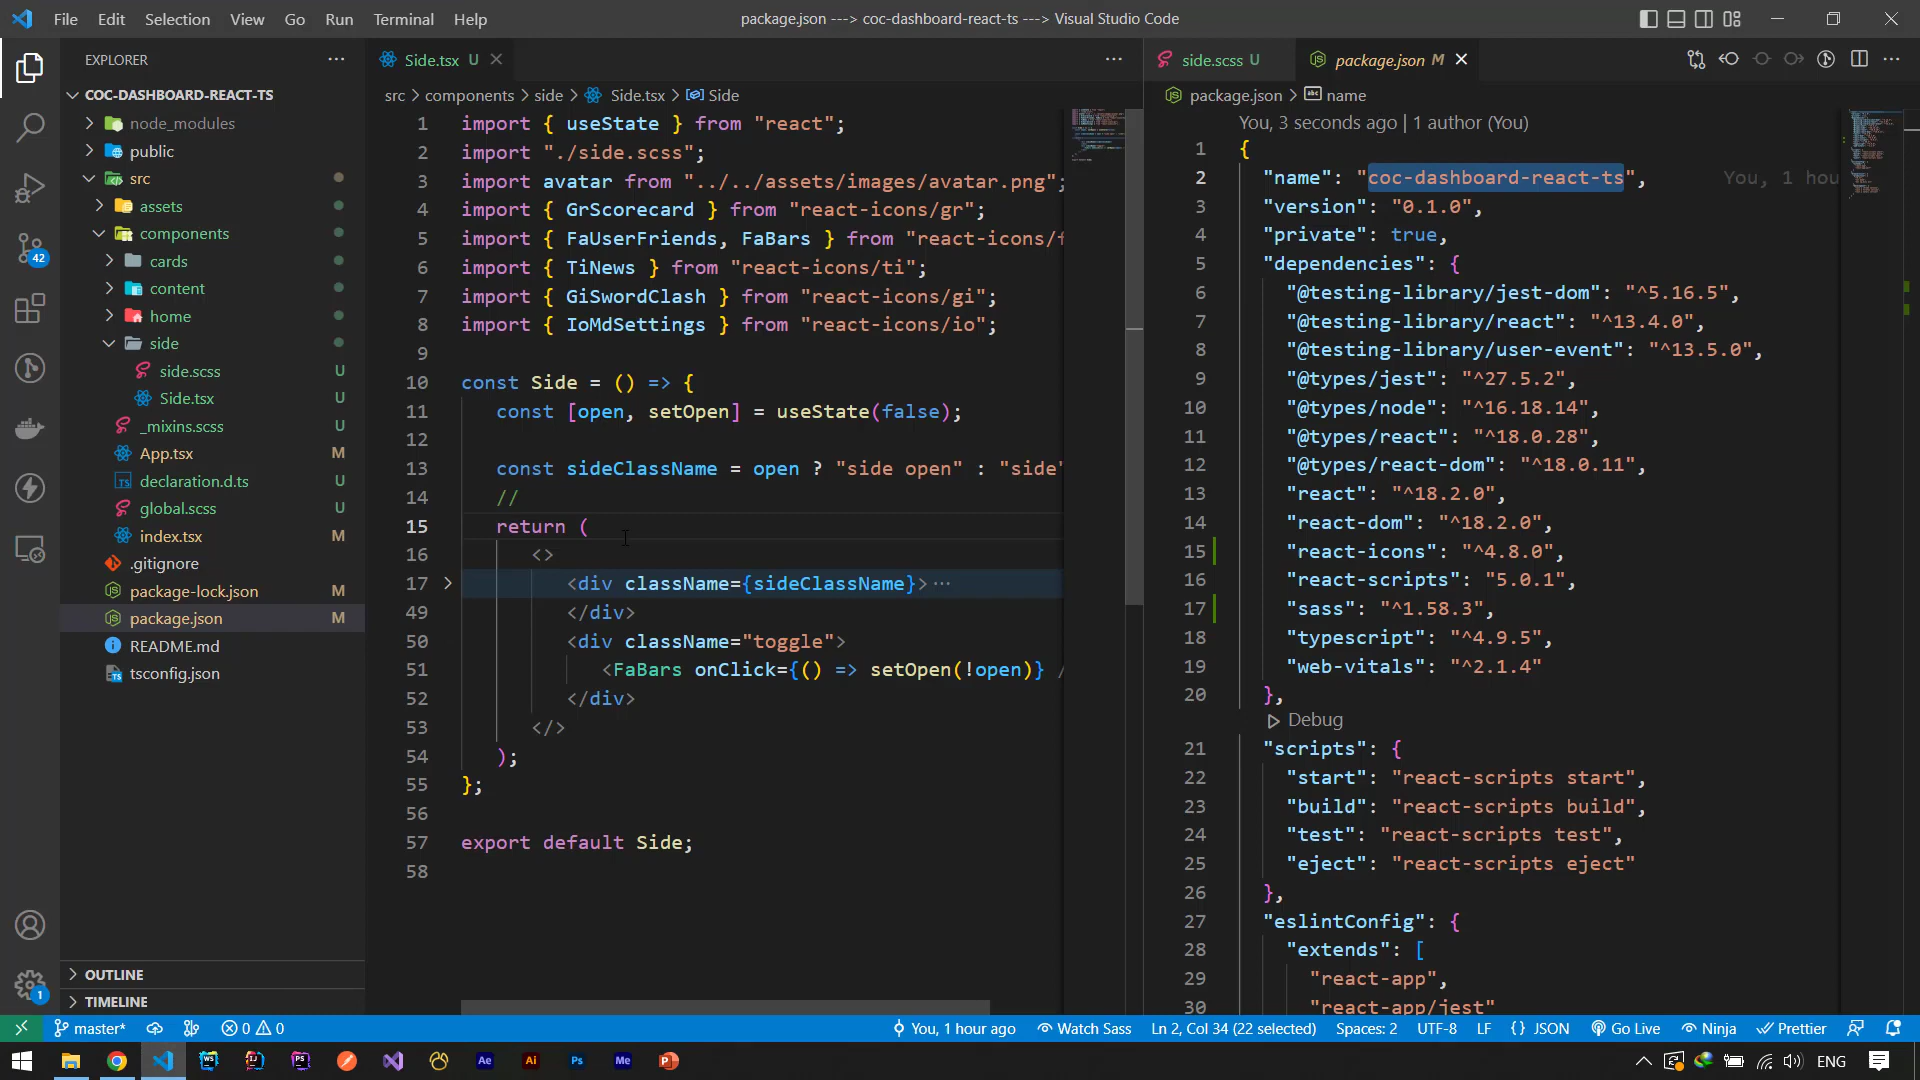 File Edit Selection View Go Run Terminal Help
package.json ---> coc-dashboard-react-ts ---> Visual Studio Code
EXPLORER
COC-DASHBOARD-REACT-TS
node_modules
public
src
assets
components
cards
content
home
side
side.scss U
Side.tsx U
_mixins.scss U
App.tsx M
declaration.d.ts U
global.scss U
index.tsx M
.gitignore
package-lock.json M
package.json M
README.md
tsconfig.json
OUTLINE
TIMELINE
42
1
Side.tsx U
src > components > side > Side.tsx > Side
1 import { useState } from "react";
2 import "./side.scss";
3 import avatar from "../../assets/images/avatar.png";
4 import { GrScorecard } from "react-icons/gr";
5 import { FaUserFriends, FaBars } from "react-icons/f
6 import { TiNews } from "react-icons/ti";
7 import { GiSwordClash } from "react-icons/gi";
8 import { IoMdSettings } from "react-icons/io";
9
10 const Side = () => {
11 const [open, setOpen] = useState(false);
12
13 const sideClassName = open ? "side open" : "side"
14 //
15 return (
16 <>
17 <div className={sideClassName}>···
49 </div>
50 <div className="toggle">
51 <FaBars onClick={() => setOpen(!open)} /
52 </div>
53 </>
54 );
55 };
56
57 export default Side;
58
side.scss U
package.json M
package.json > name
You, 3 seconds ago | 1 author (You)
1 {
2 "name": "coc-dashboard-react-ts", You, 1 hou
3 "version": "0.1.0",
4 "private": true,
5 "dependencies": {
6 "@testing-library/jest-dom": "^5.16.5",
7 "@testing-library/react": "^13.4.0",
8 "@testing-library/user-event": "^13.5.0",
9 "@types/jest": "^27.5.2",
10 "@types/node": "^16.18.14",
11 "@types/react": "^18.0.28",
12 "@types/react-dom": "^18.0.11",
13 "react": "^18.2.0",
14 "react-dom": "^18.2.0",
15 "react-icons": "^4.8.0",
16 "react-scripts": "5.0.1",
17 "sass": "^1.58.3",
18 "typescript": "^4.9.5",
19 "web-vitals": "^2.1.4"
20 },
Debug
21 "scripts": {
22 "start": "react-scripts start",
23 "build": "react-scripts build",
24 "test": "react-scripts test",
25 "eject": "react-scripts eject"
26 },
27 "eslintConfig": {
28 "extends": [
29 "react-app",
30 "react-app/jest"
master* 0 0 You, 1 hour ago Watch Sass Ln 2, Col 34 (22 selected) Spaces: 2 UTF-8 LF {} JSON Go Live Ninja Prettier
WS IJ PS Ae Ai Ps Me P ENG